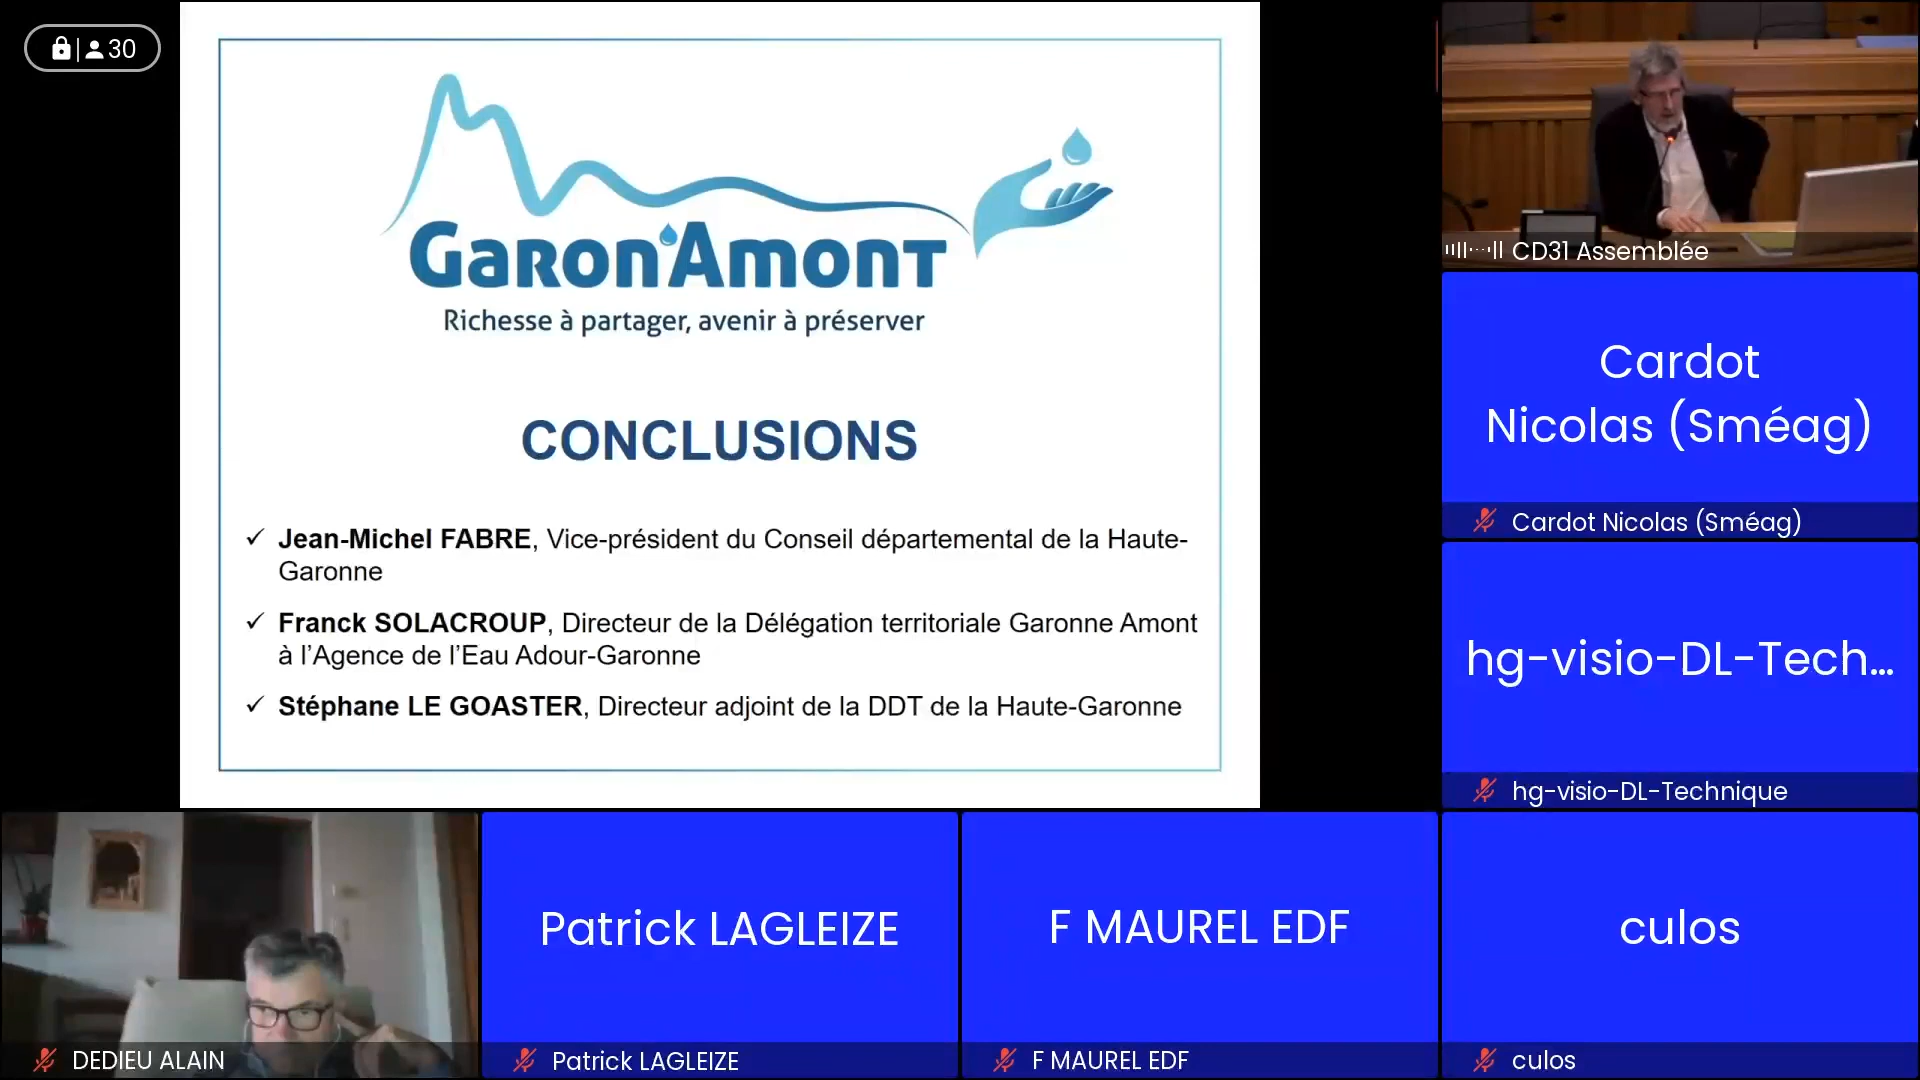 30
Garon'Amont
Richesse à partager, avenir à préserver
CONCLUSIONS
✓ Jean-Michel FABRE, Vice-président du Conseil départemental de la Haute-
Garonne
✓ Franck SOLACROUP, Directeur de la Délégation territoriale Garonne Amont
à l’Agence de l’Eau Adour-Garonne
✓ Stéphane LE GOASTER, Directeur adjoint de la DDT de la Haute-Garonne
CD31 Assemblée
Cardot
Nicolas (Sméag)
Cardot Nicolas (Sméag)
hg-visio-DL-Tech...
hg-visio-DL-Technique
DEDIEU ALAIN
Patrick LAGLEIZE
Patrick LAGLEIZE
F MAUREL EDF
F MAUREL EDF
culos
culos